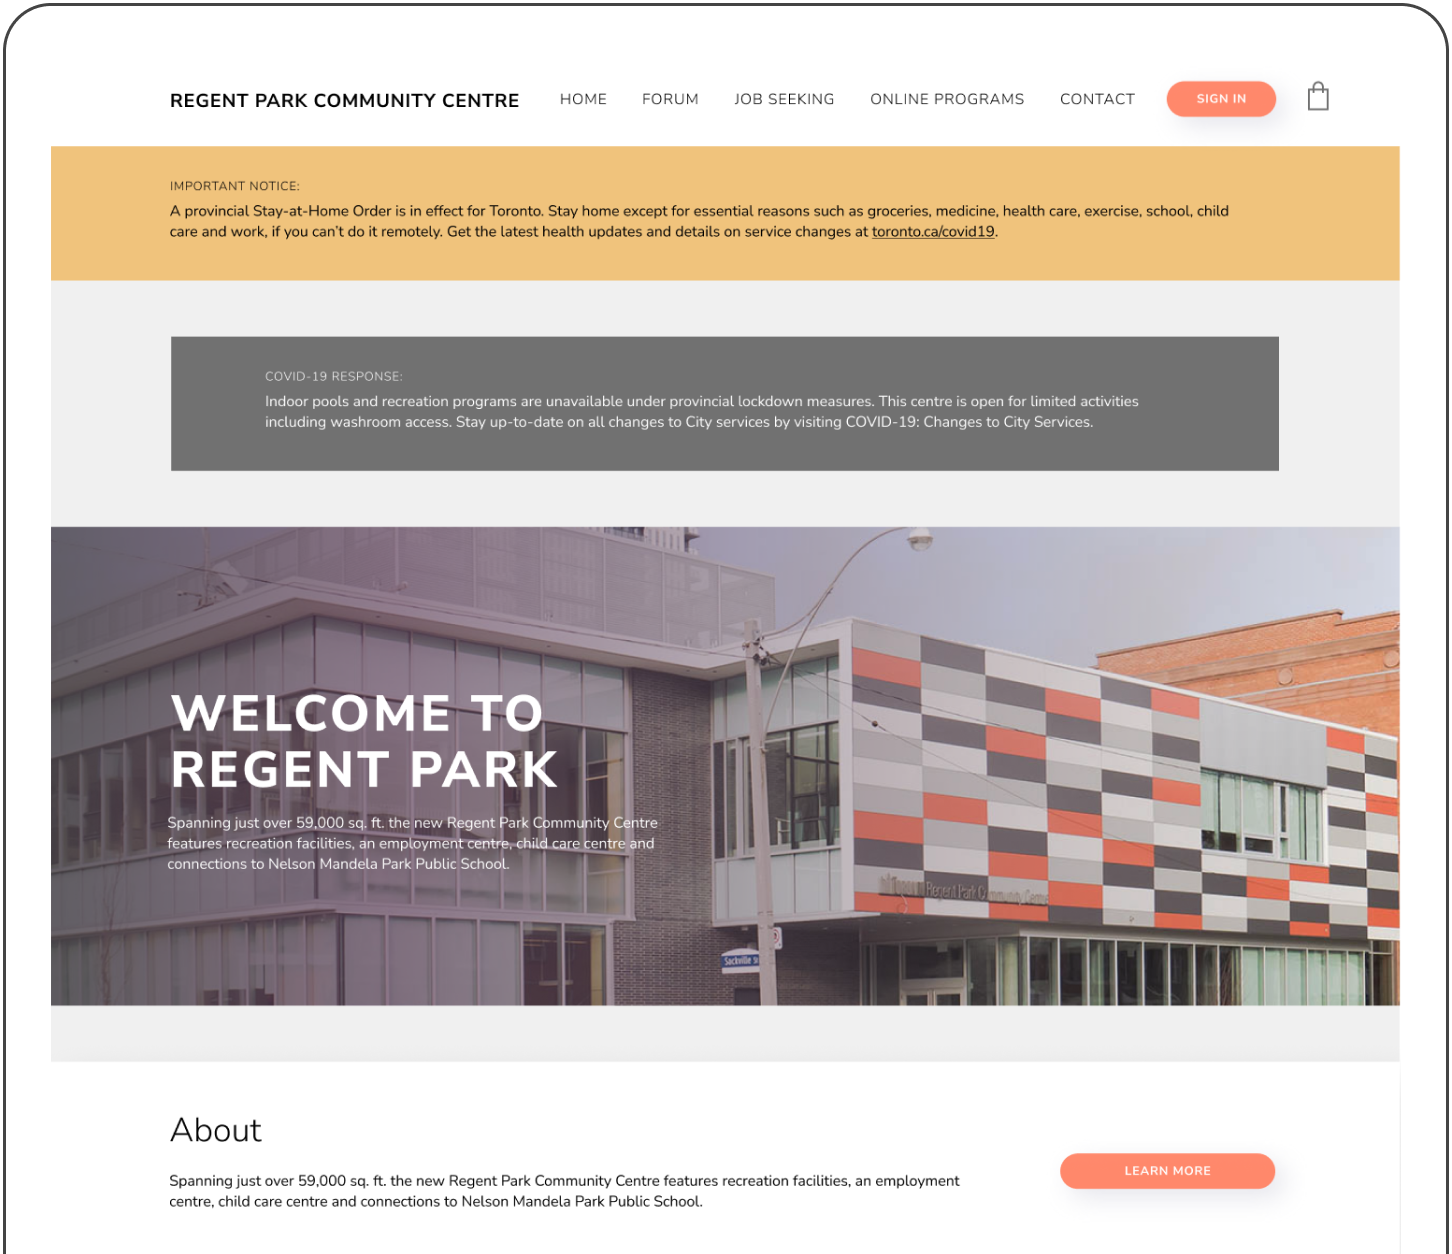 REGENT PARK COMMUNITY CENTRE HOME FORUM JOB SEEKING ONLINE PROGRAMS CONTACT SIGN IN
IMPORTANT NOTICE:
A provincial Stay-at-Home Order is in effect for Toronto. Stay home except for essential reasons such as groceries, medicine, health care, exercise, school, child
care and work, if you can't do it remotely. Get the latest health updates and details on service changes at toronto.ca/covid19.
COVID-19 RESPONSE:
Indoor pools and recreation programs are unavailable under provincial lockdown measures. This centre is open for limited activities
including washroom access. Stay up-to-date on all changes to City services by visiting COVID-19: Changes to City Services.
WELCOME TO
REGENT PARK
Spanning just over 59,000 sq. ft. the new Regent Park Community Centre
features recreation facilities, an employment centre, child care centre and
connections to Nelson Mandela Park Public School.
Regent Park Community Centre
Sackville St
About
Spanning just over 59,000 sq. ft. the new Regent Park Community Centre features recreation facilities, an employment
centre, child care centre and connections to Nelson Mandela Park Public School.
LEARN MORE